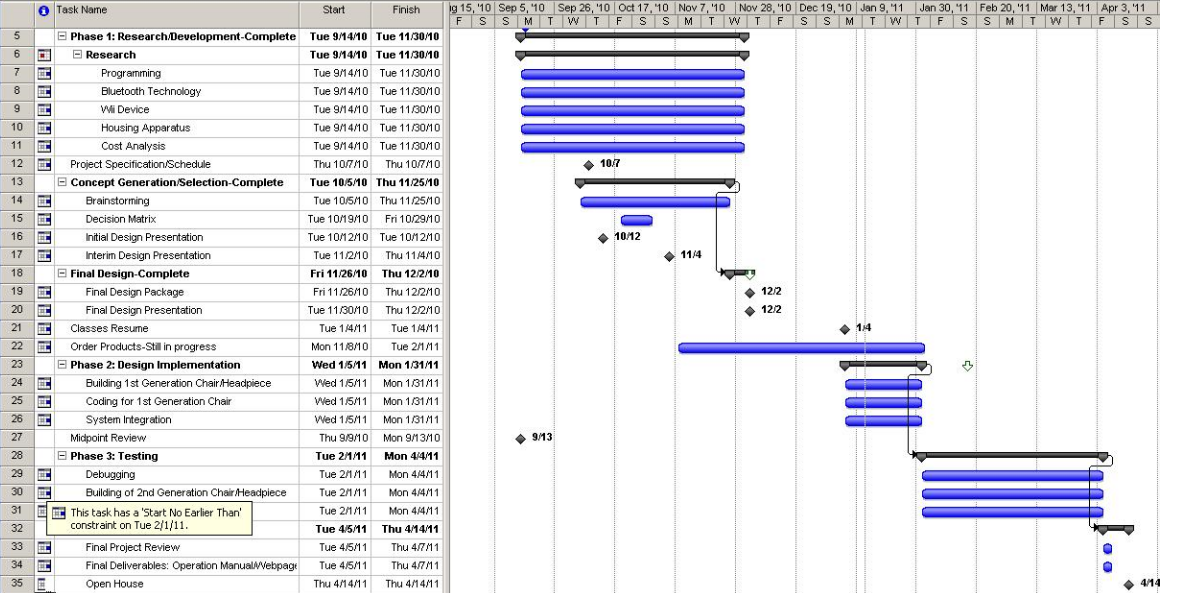 Task Name Start Finish ıg 15, '10 Sep 5, '10 Sep 26, '10 Oct 17, '10 Nov 7, '10 Nov 28, '10 Dec 19, '10 Jan 9, '11 Jan 30, '11 Feb 20, '11 Mar 13, '11 Apr 3, '11
F S S M T W T F S S M T W T F S S M T W T F S S M T W T F S S M T W T F S S
5 Phase 1: Research/Development-Complete Tue 9/14/10 Tue 11/30/10
6 Research Tue 9/14/10 Tue 11/30/10
7 Programming Tue 9/14/10 Tue 11/30/10
8 Bluetooth Technology Tue 9/14/10 Tue 11/30/10
9 Wii Device Tue 9/14/10 Tue 11/30/10
10 Housing Apparatus Tue 9/14/10 Tue 11/30/10
11 Cost Analysis Tue 9/14/10 Tue 11/30/10
12 Project Specification/Schedule Thu 10/7/10 Thu 10/7/10 10/7
13 Concept Generation/Selection-Complete Tue 10/5/10 Thu 11/25/10
14 Brainstorming Tue 10/5/10 Thu 11/25/10
15 Decision Matrix Tue 10/19/10 Fri 10/29/10
16 Initial Design Presentation Tue 10/12/10 Tue 10/12/10 10/12
17 Interim Design Presentation Tue 11/2/10 Thu 11/4/10 11/4
18 Final Design-Complete Fri 11/26/10 Thu 12/2/10
19 Final Design Package Fri 11/26/10 Thu 12/2/10 12/2
20 Final Design Presentation Tue 11/30/10 Thu 12/2/10 12/2
21 Classes Resume Tue 1/4/11 Tue 1/4/11 1/4
22 Order Products-Still in progress Mon 11/8/10 Tue 2/1/11
23 Phase 2: Design Implementation Wed 1/5/11 Mon 1/31/11
24 Building 1st Generation Chair/Headpiece Wed 1/5/11 Mon 1/31/11
25 Coding for 1st Generation Chair Wed 1/5/11 Mon 1/31/11
26 System Integration Wed 1/5/11 Mon 1/31/11
27 Midpoint Review Thu 9/9/10 Mon 9/13/10 9/13
28 Phase 3: Testing Tue 2/1/11 Mon 4/4/11
29 Debugging Tue 2/1/11 Mon 4/4/11
30 Building of 2nd Generation Chair/Headpiece Tue 2/1/11 Mon 4/4/11
31 Tue 2/1/11 Mon 4/4/11
This task has a 'Start No Earlier Than'
constraint on Tue 2/1/11.
32 Tue 4/5/11 Thu 4/14/11
33 Final Project Review Tue 4/5/11 Thu 4/7/11
34 Final Deliverables: Operation Manual/Webpage Tue 4/5/11 Thu 4/7/11
35 Open House Thu 4/14/11 Thu 4/14/11 4/14